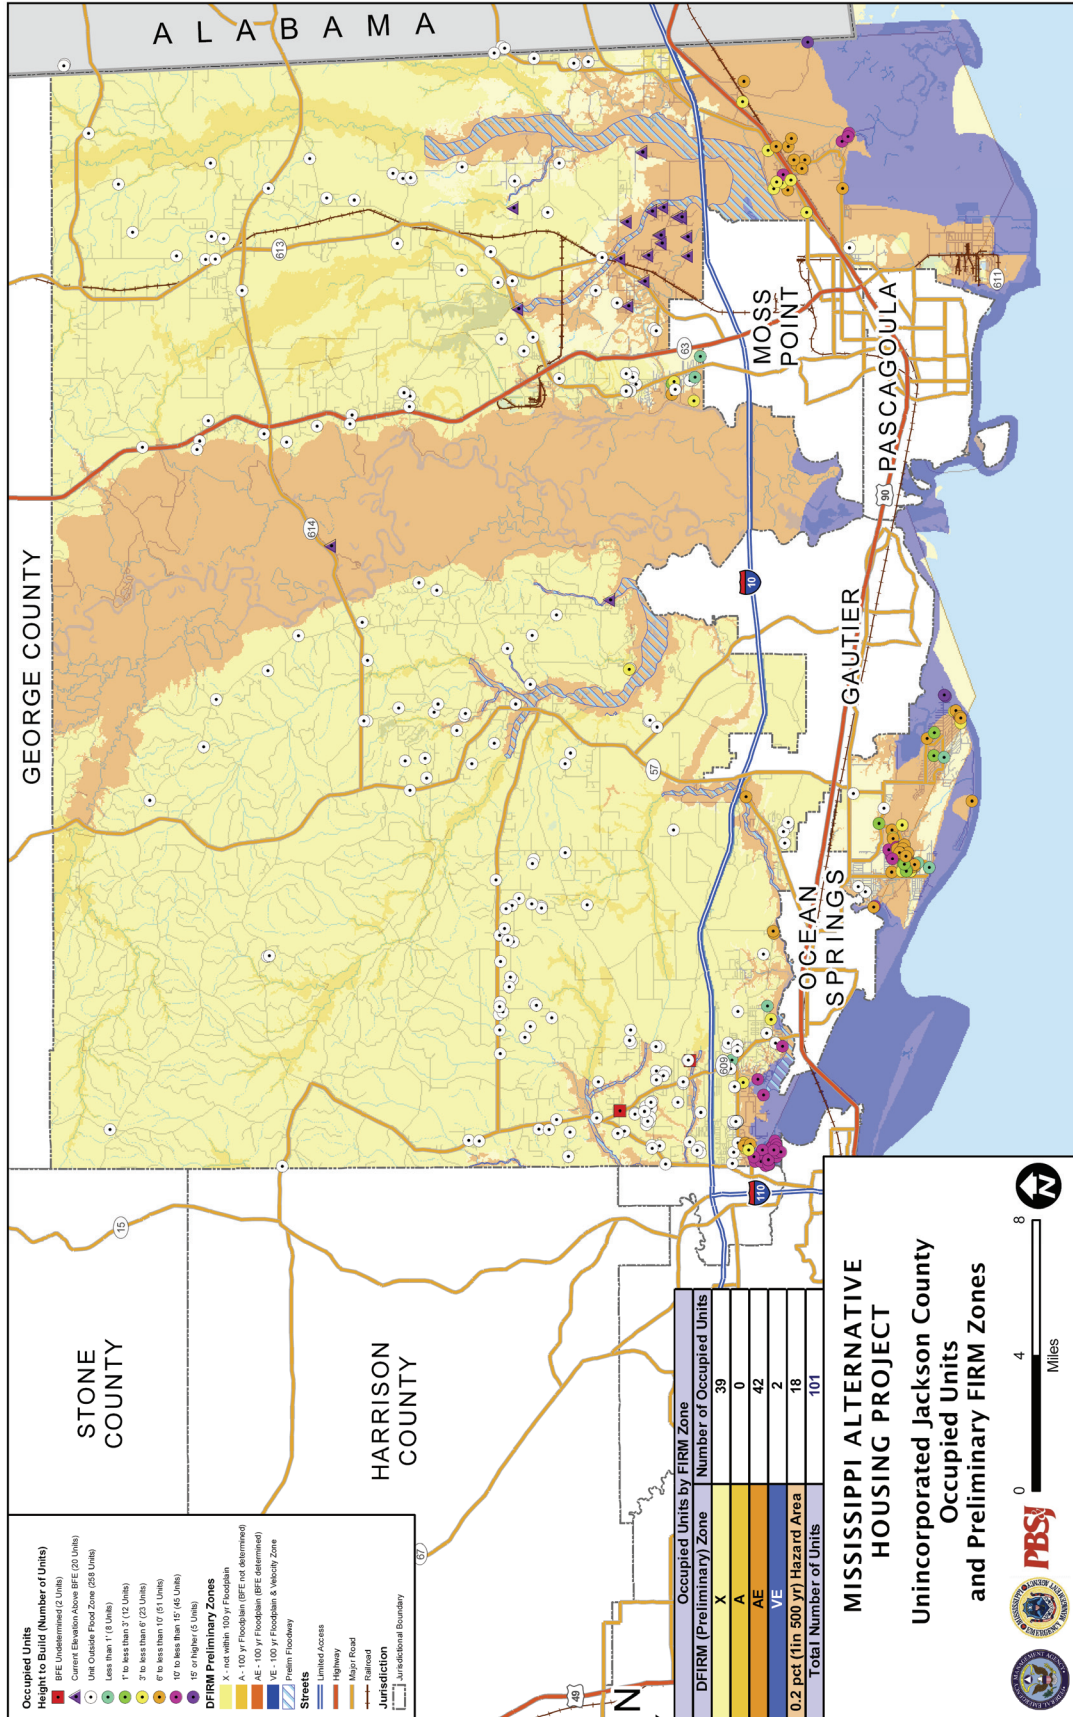 ALABAMA
GEORGE COUNTY
STONE
COUNTY
HARRISON
COUNTY
MOSS
POINT
PASCAGOULA
GAUTIER
OCEAN
SPRINGS
613
614
63
611
90
10
57
609
110
15
67
49
N
Occupied Units
Height to Build (Number of Units)
BFE Undetermined (2 Units)
Current Elevation Above BFE (20 Units)
Unit Outside Flood Zone (258 Units)
Less than 1' (8 Units)
1' to less than 3' (12 Units)
3' to less than 6' (23 Units)
6' to less than 10' (51 Units)
10' to less than 15' (45 Units)
15' or higher (5 Units)
DFIRM Preliminary Zones
X - not within 100 yr Floodplain
A - 100 yr Floodplain (BFE not determined)
AE - 100 yr Floodplain (BFE determined)
VE - 100 yr Floodplain & Velocity Zone
Prelim Floodway
Streets
Limited Access
Highway
Major Road
Railroad
Jurisdiction
Jurisdictional Boundary
Occupied Units by FIRM Zone
DFIRM (Preliminary) Zone Number of Occupied Units
X 39
A 0
AE 42
VE 2
0.2 pct (1in 500 yr) Hazard Area 18
Total Number of Units 101
MISSISSIPPI ALTERNATIVE
HOUSING PROJECT
Unincorporated Jackson County
Occupied Units
and Preliminary FIRM Zones
PBS&J
0 4 8
Miles
N